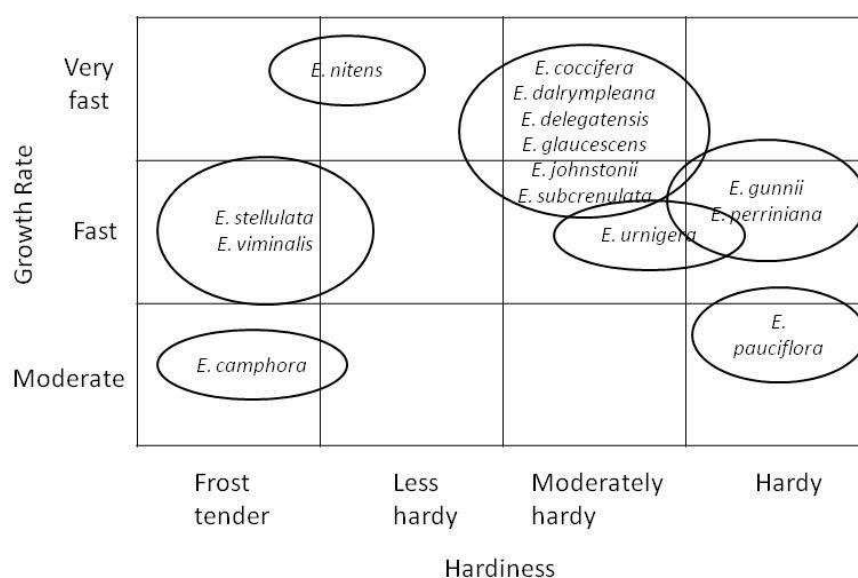 Growth Rate
Very
fast
Fast
Moderate
E. nitens
E. coccifera
E. dalrympleana
E. delegatensis
E. glaucescens
E. johnstonii
E. subcrenulata
E. stellulata
E. viminalis
E. urnigera
E. gunnii
E. perriniana
E. camphora
E.
pauciflora
Frost
tender
Less
hardy
Moderately
hardy
Hardy
Hardiness